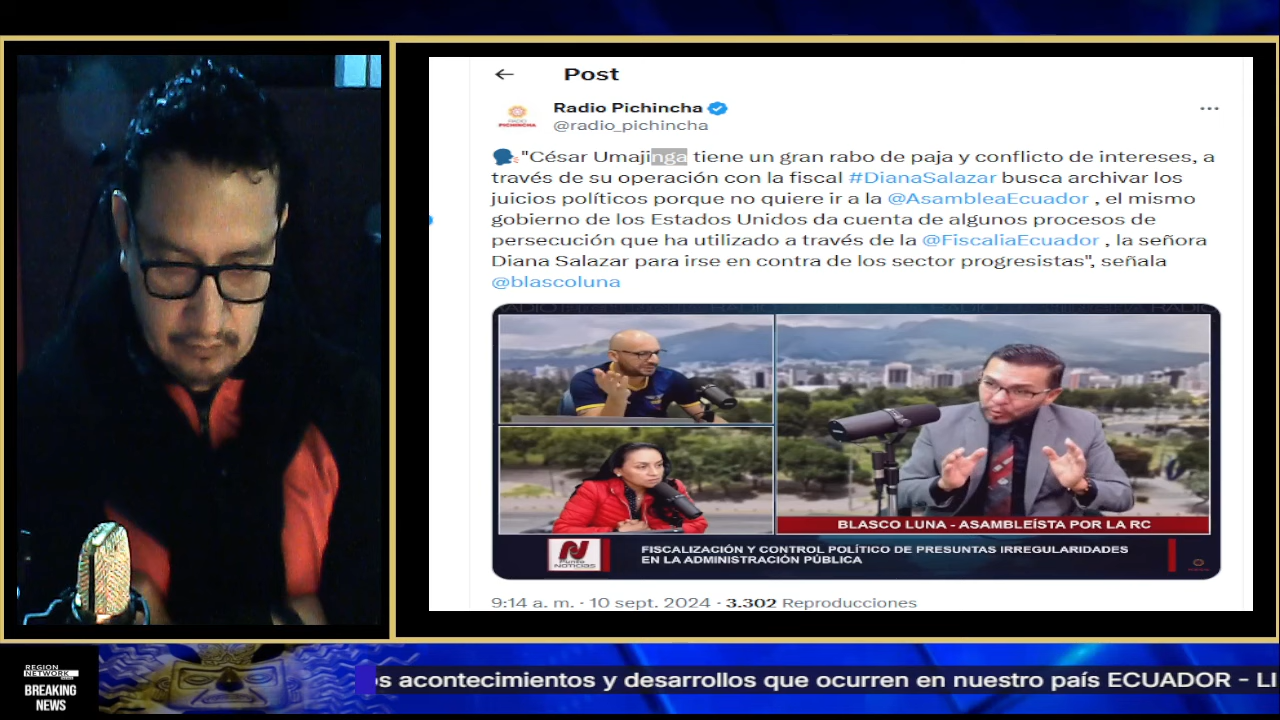 Post
Radio Pichincha
@radio_pichincha
"César Umajinga tiene un gran rabo de paja y conflicto de intereses, a
través de su operación con la fiscal #DianaSalazar busca archivar los
juicios políticos porque no quiere ir a la @AsambleaEcuador , el mismo
gobierno de los Estados Unidos da cuenta de algunos procesos de
persecución que ha utilizado a través de la @FiscaliaEcuador , la señora
Diana Salazar para irse en contra de los sector progresistas", señala
@blascoluna
BLASCO LUNA - ASAMBLEÍSTA POR LA RC
Punto
NOTICIAS
FISCALIZACIÓN Y CONTROL POLÍTICO DE PRESUNTAS IRREGULARIDADES
EN LA ADMINISTRACIÓN PÚBLICA
9:14 a. m. · 10 sept. 2024 · 3.302 Reproducciones
REGION
NETWORK
BREAKING
NEWS
s acontecimientos y desarrollos que ocurren en nuestro país ECUADOR - LI